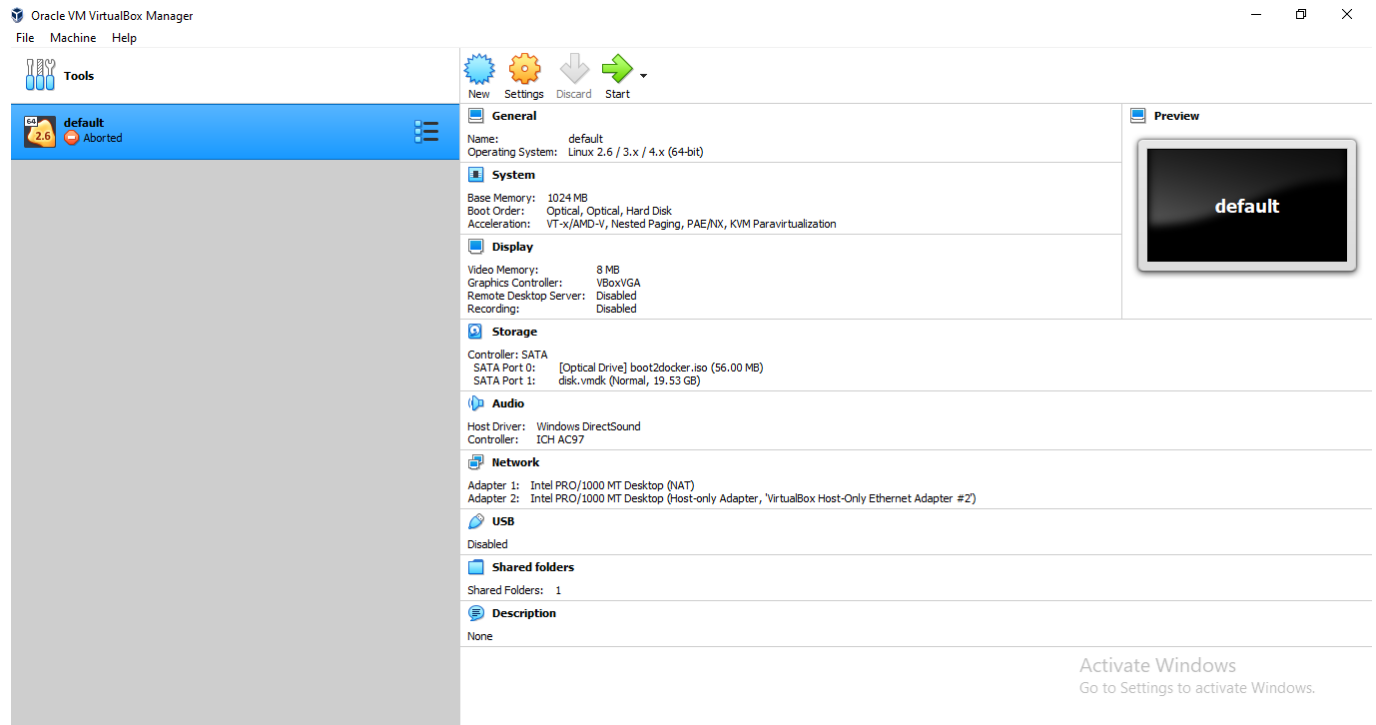 Oracle VM VirtualBox Manager
File Machine Help
Tools
New Settings Discard Start
64 2.6 default
Aborted
General
Name: default
Operating System: Linux 2.6 / 3.x / 4.x (64-bit)
System
Base Memory: 1024 MB
Boot Order: Optical, Optical, Hard Disk
Acceleration: VT-x/AMD-V, Nested Paging, PAE/NX, KVM Paravirtualization
Display
Video Memory: 8 MB
Graphics Controller: VBoxVGA
Remote Desktop Server: Disabled
Recording: Disabled
Storage
Controller: SATA
SATA Port 0: [Optical Drive] boot2docker.iso (56.00 MB)
SATA Port 1: disk.vmdk (Normal, 19.53 GB)
Audio
Host Driver: Windows DirectSound
Controller: ICH AC97
Network
Adapter 1: Intel PRO/1000 MT Desktop (NAT)
Adapter 2: Intel PRO/1000 MT Desktop (Host-only Adapter, 'VirtualBox Host-Only Ethernet Adapter #2')
USB
Disabled
Shared folders
Shared Folders: 1
Description
None
Preview
default
Activate Windows
Go to Settings to activate Windows.